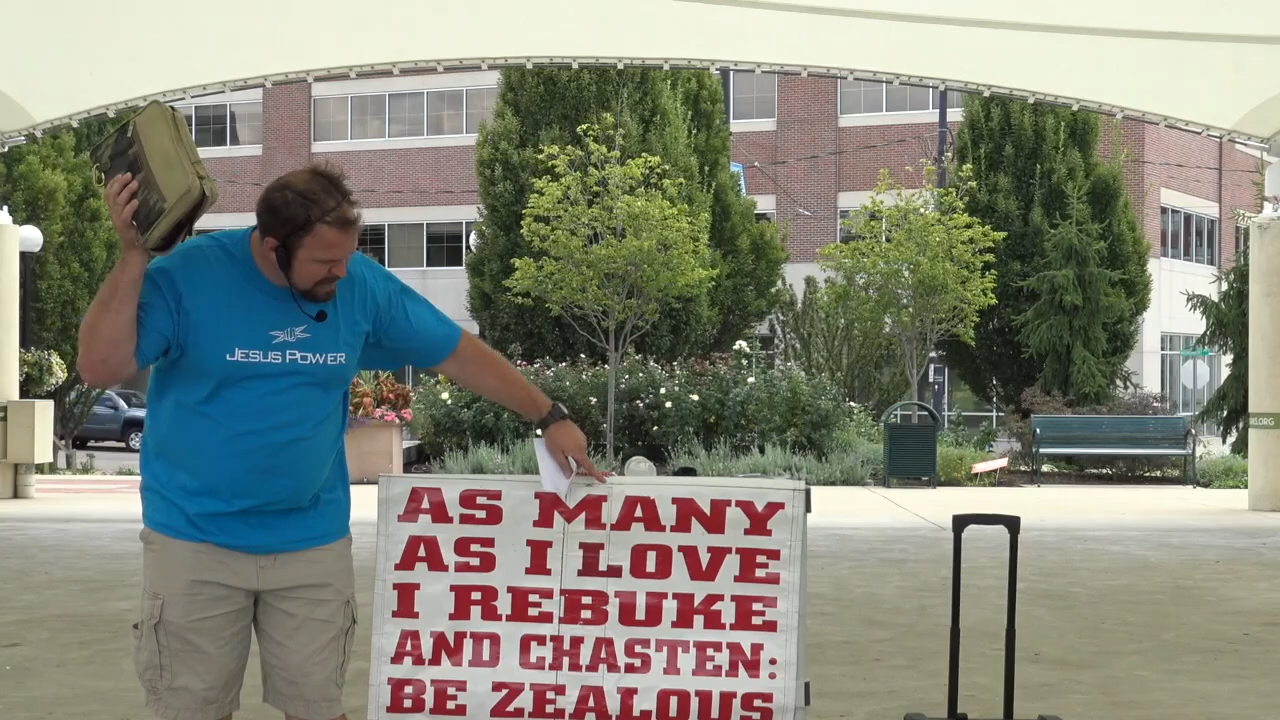 JESUS POWER
AS MANY
AS I LOVE
I REBUKE
AND CHASTEN:
BE ZEALOUS